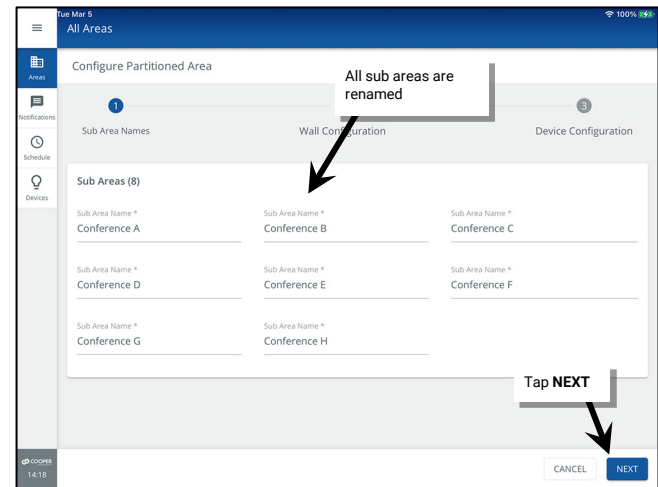 Tue Mar 5
100%
All Areas
Areas
Notifications
Schedule
Devices
Configure Partitioned Area
All sub areas are
renamed
1
3
Sub Area Names
Wall Configuration
Device Configuration
Sub Areas (8)
Sub Area Name *
Sub Area Name *
Sub Area Name *
Conference A
Conference B
Conference C
Sub Area Name *
Sub Area Name *
Sub Area Name *
Conference D
Conference E
Conference F
Sub Area Name *
Sub Area Name *
Conference G
Conference H
Tap NEXT
COOPER
14:18
CANCEL
NEXT